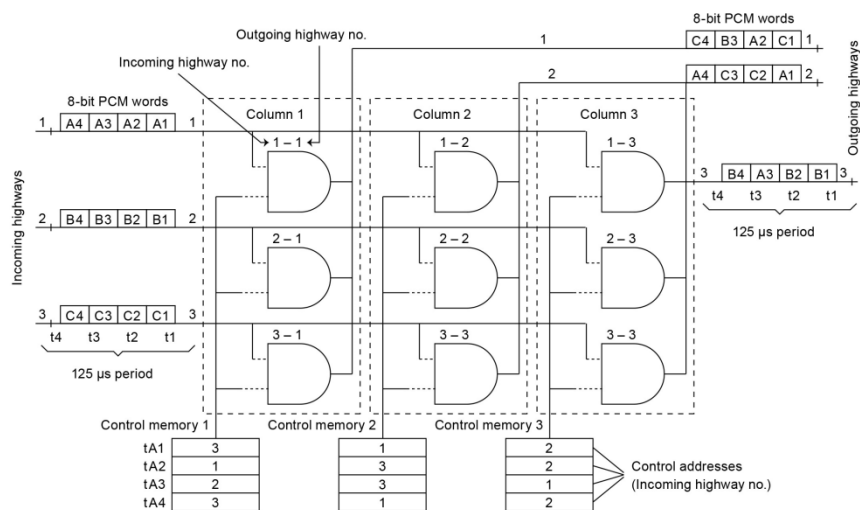 8-bit PCM words
1 C4 B3 A2 C1 1
Outgoing highway no.
Incoming highway no.
2 A4 C3 C2 A1 2
Outgoing highways
8-bit PCM words
Column 1 Column 2 Column 3
1 A4 A3 A2 A1 1
1 – 1 1 – 2 1 – 3
3 B4 A3 B2 B1 3
t4 t3 t2 t1
125 µs period
Incoming highways
2 B4 B3 B2 B1 2
2 – 1 2 – 2 2 – 3
3 C4 C3 C2 C1 3
t4 t3 t2 t1
125 µs period
3 – 1 3 – 3 3 – 3
Control memory 1 Control memory 2 Control memory 3
tA1 3 1 2
tA2 1 3 2
tA3 2 3 1
tA4 3 1 2
Control addresses
(Incoming highway no.)